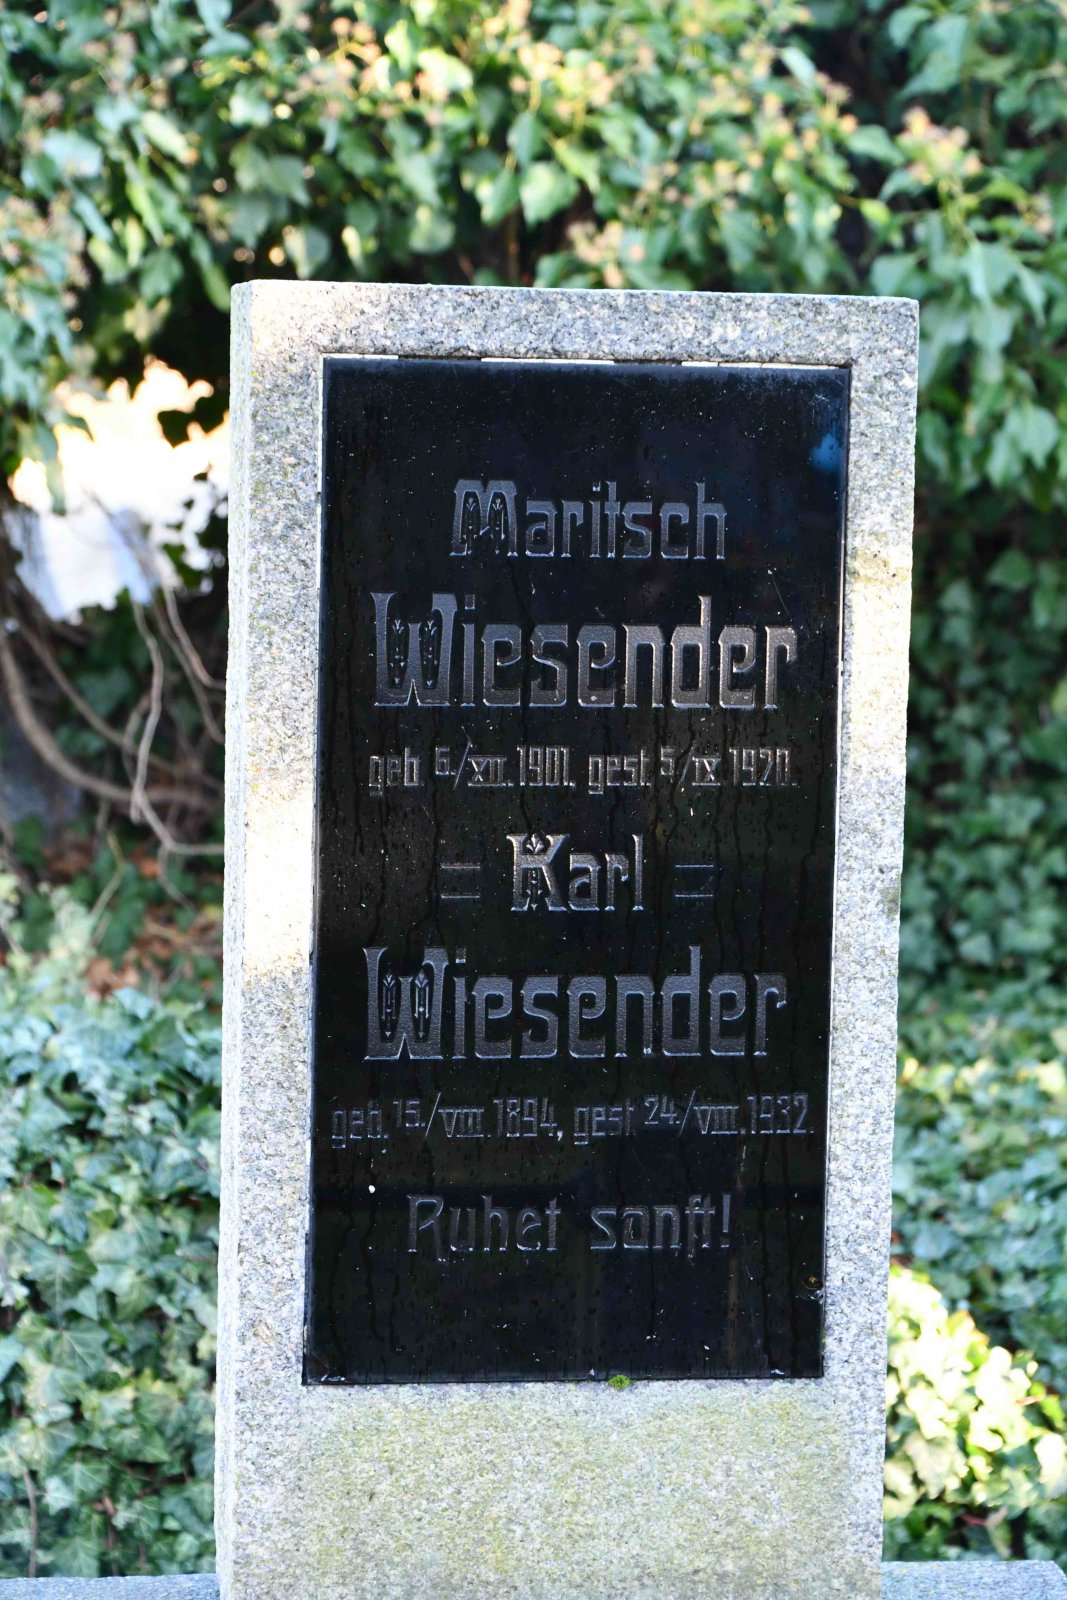 Maritsch
Wiesender
geb. 6./XII. 1901, gest. 5/IX 1920.
= Karl =
Wiesender
geb. 15./VIII. 1894, gest 24./VIII. 1932.
Ruhet sanft!